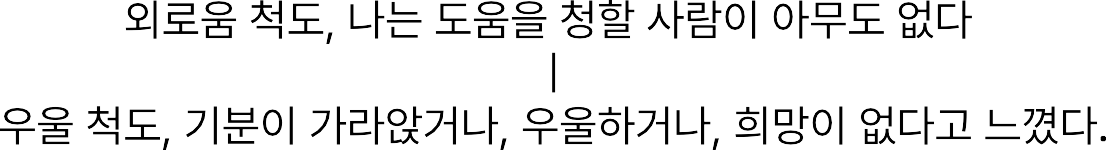 외로움 척도, 나는 도움을 청할 사람이 아무도 없다
|
우울 척도, 기분이 가라앉거나, 우울하거나, 희망이 없다고 느꼈다.